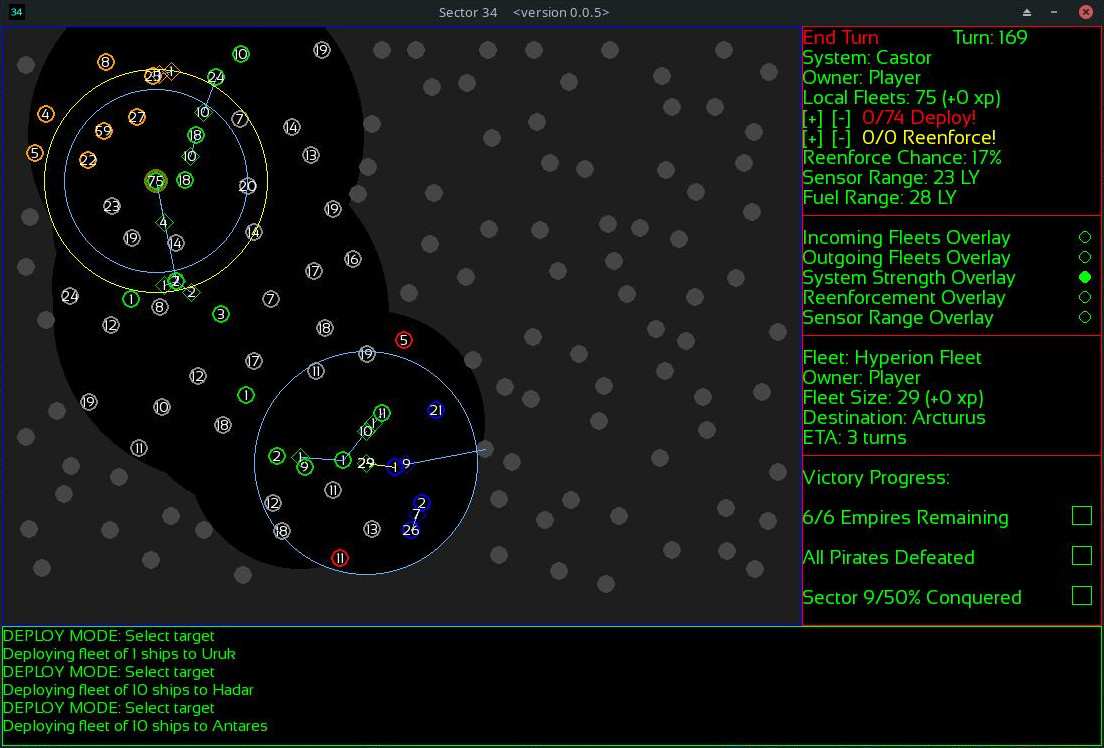 34 Sector 34 <version 0.0.5>
End Turn Turn: 169
System: Castor
Owner: Player
Local Fleets: 75 (+0 xp)
[+] [-] 0/74 Deploy!
[+] [-] 0/0 Reenforce!
Reenforce Chance: 17%
Sensor Range: 23 LY
Fuel Range: 28 LY
Incoming Fleets Overlay
Outgoing Fleets Overlay
System Strength Overlay
Reenforcement Overlay
Sensor Range Overlay
Fleet: Hyperion Fleet
Owner: Player
Fleet Size: 29 (+0 xp)
Destination: Arcturus
ETA: 3 turns
Victory Progress:
6/6 Empires Remaining
All Pirates Defeated
Sector 9/50% Conquered
10
19
8
24
4
27
10
7
14
59
18
5
22
10
13
75
18
20
23
19
4
19
14
14
16
17
2
1
2
24
1
8
7
3
12
18
5
17
19
12
11
19
10
1
11
21
18
10
11
2
1
9
1
29
1
9
11
12
2
7
18
13
26
11
DEPLOY MODE: Select target
Deploying fleet of 1 ships to Uruk
DEPLOY MODE: Select target
Deploying fleet of 10 ships to Hadar
DEPLOY MODE: Select target
Deploying fleet of 10 ships to Antares